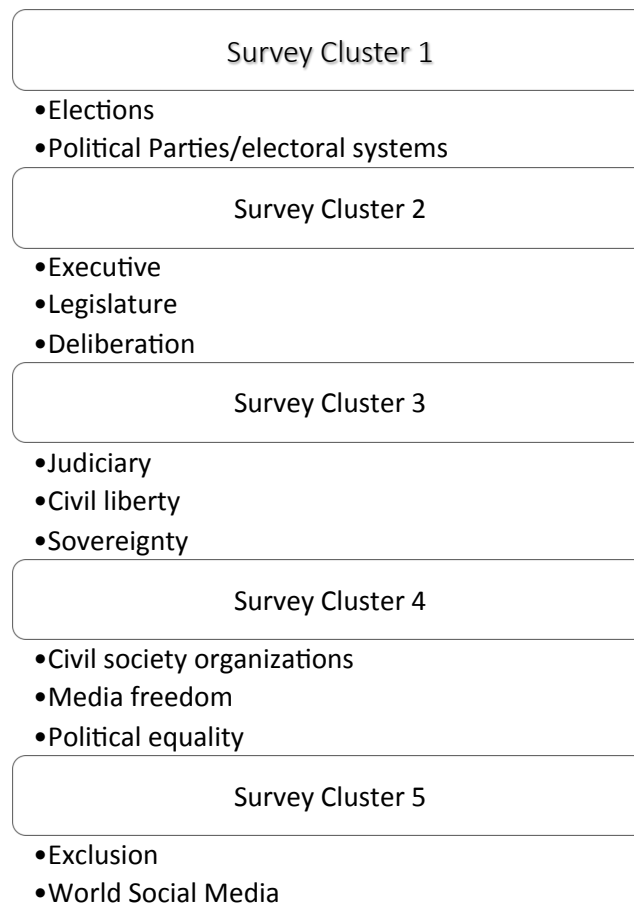 Survey Cluster 1
•Elections
•Political Parties/electoral systems
Survey Cluster 2
•Executive
•Legislature
•Deliberation
Survey Cluster 3
•Judiciary
•Civil liberty
•Sovereignty
Survey Cluster 4
•Civil society organizations
•Media freedom
•Political equality
Survey Cluster 5
•Exclusion
•World Social Media